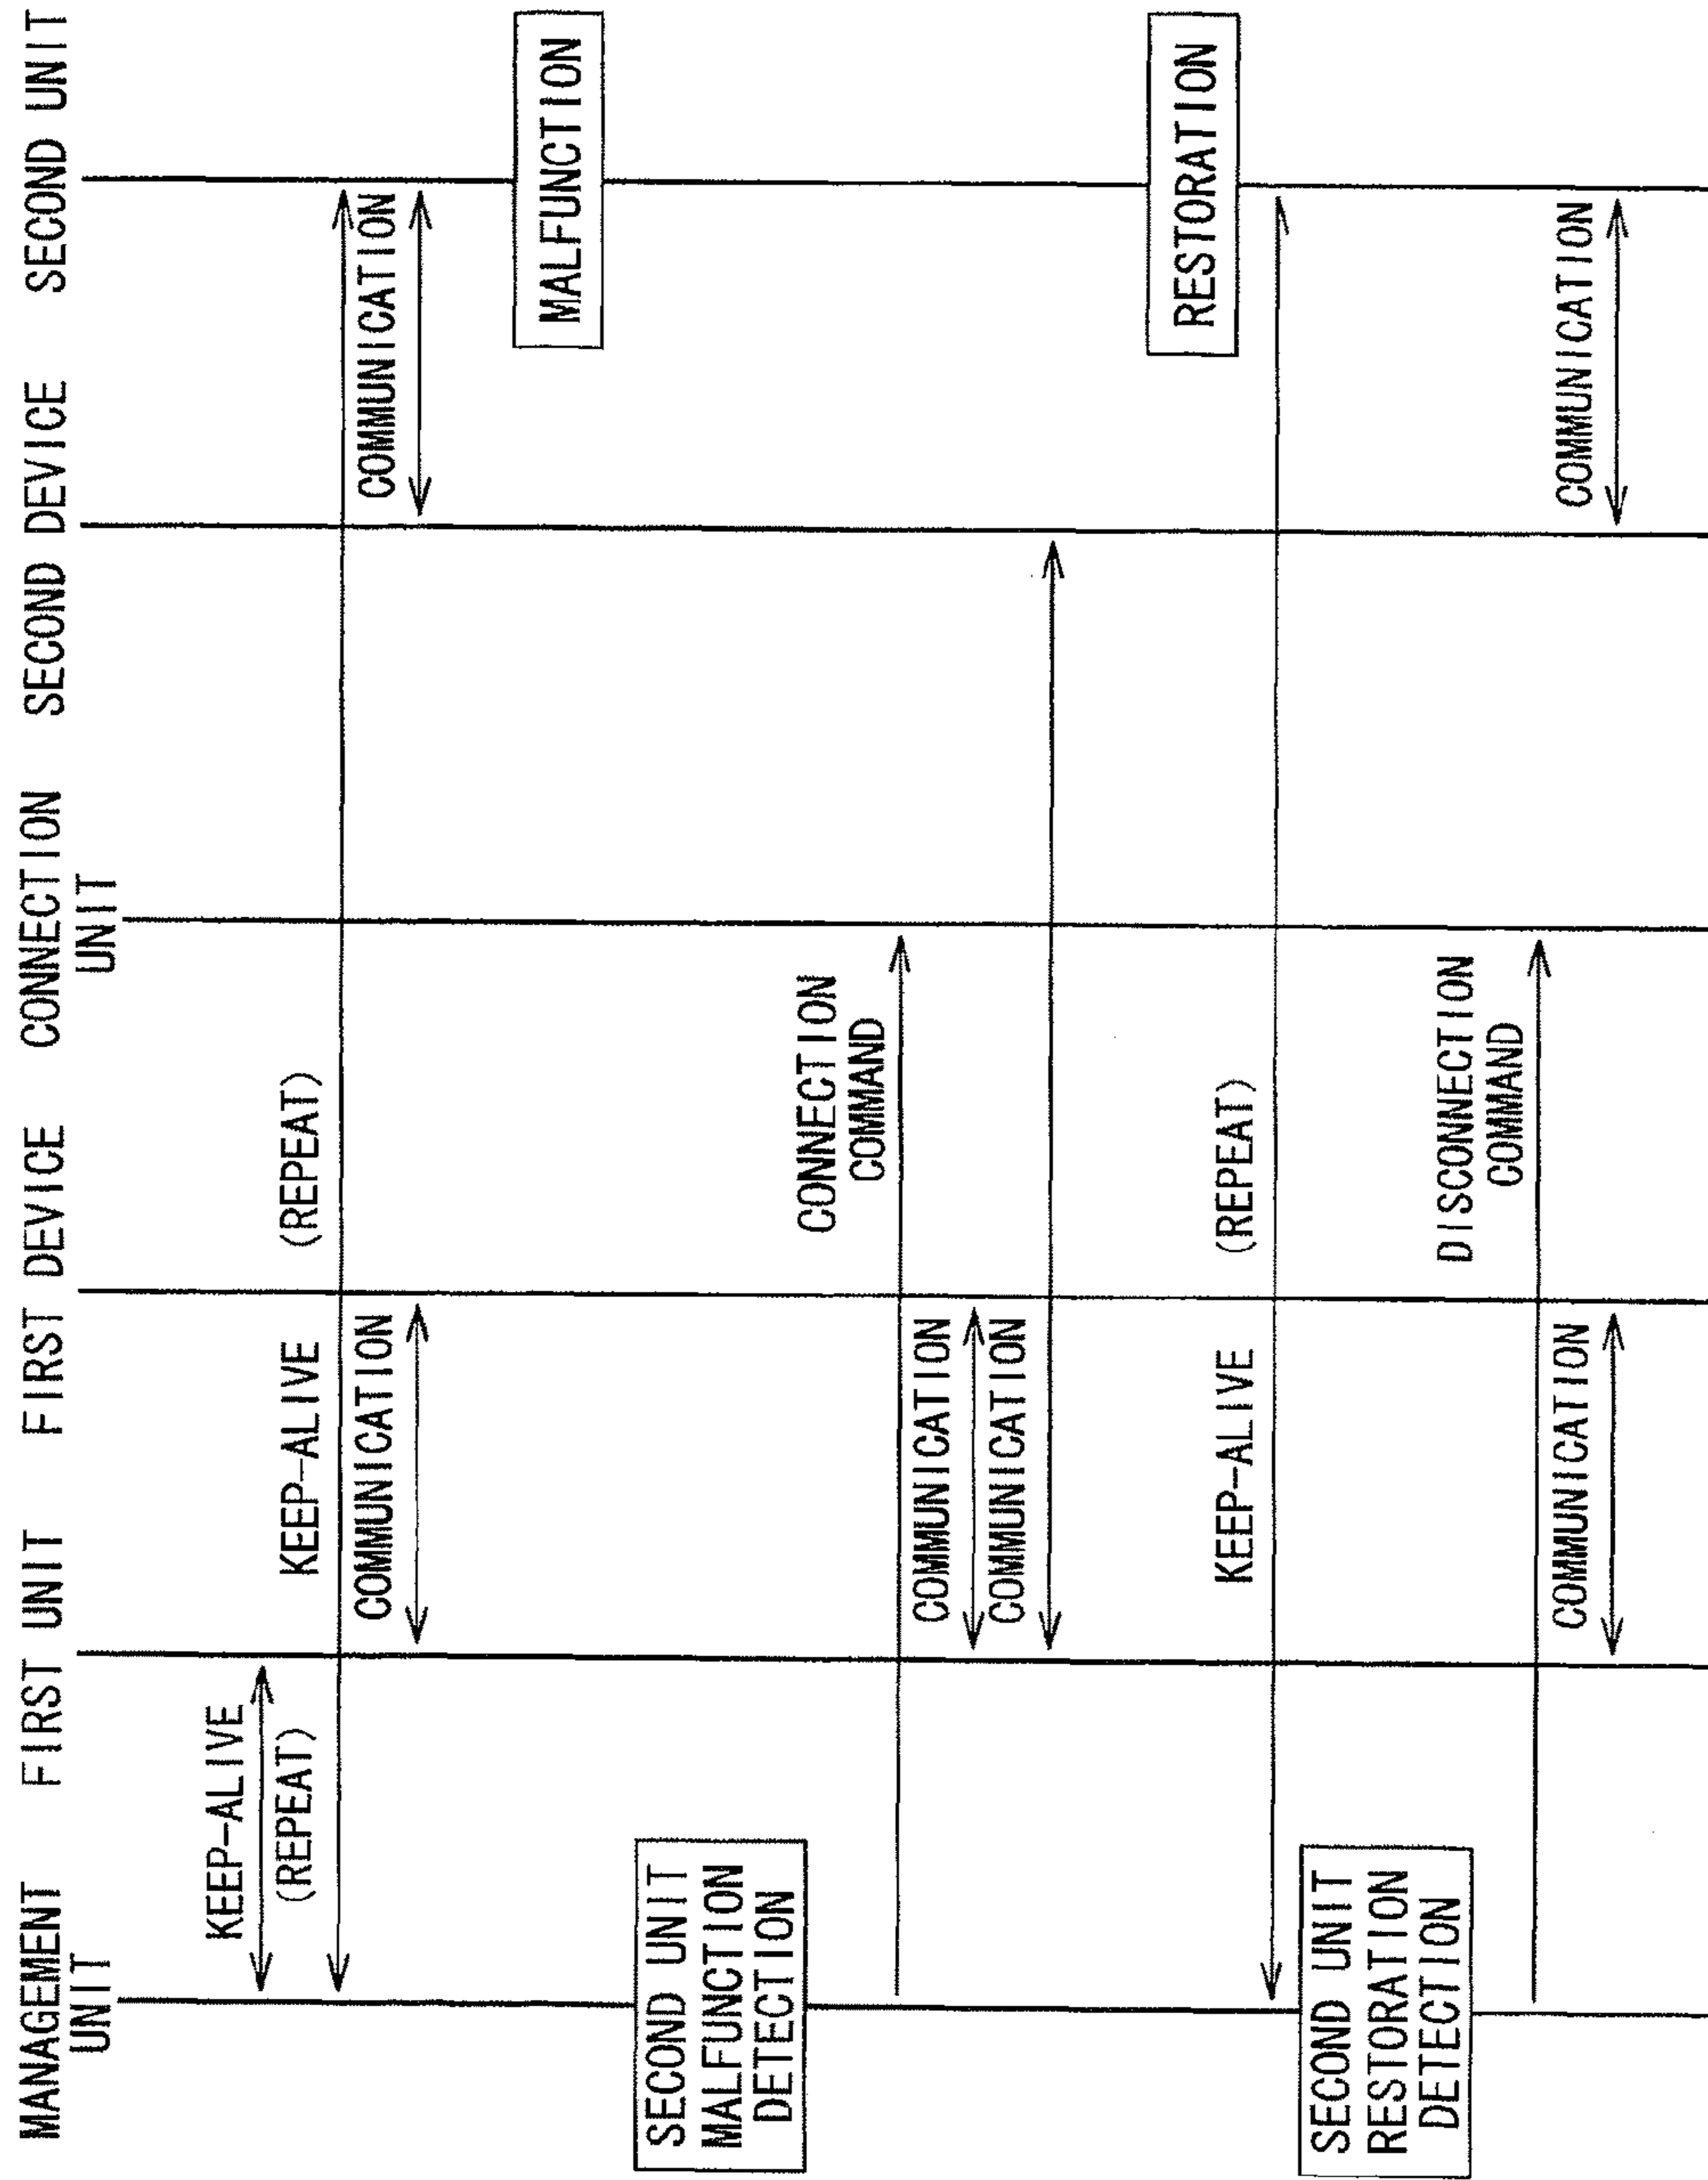 MANAGEMENT
UNIT
FIRST UNIT
FIRST DEVICE
CONNECTION
UNIT
SECOND DEVICE
SECOND UNIT
KEEP-ALIVE
(REPEAT)
KEEP-ALIVE
(REPEAT)
COMMUNICATION
COMMUNICATION
MALFUNCTION
SECOND UNIT
MALFUNCTION
DETECTION
CONNECTION
COMMAND
COMMUNICATION
COMMUNICATION
RESTORATION
KEEP-ALIVE
(REPEAT)
SECOND UNIT
RESTORATION
DETECTION
DISCONNECTION
COMMAND
COMMUNICATION
COMMUNICATION